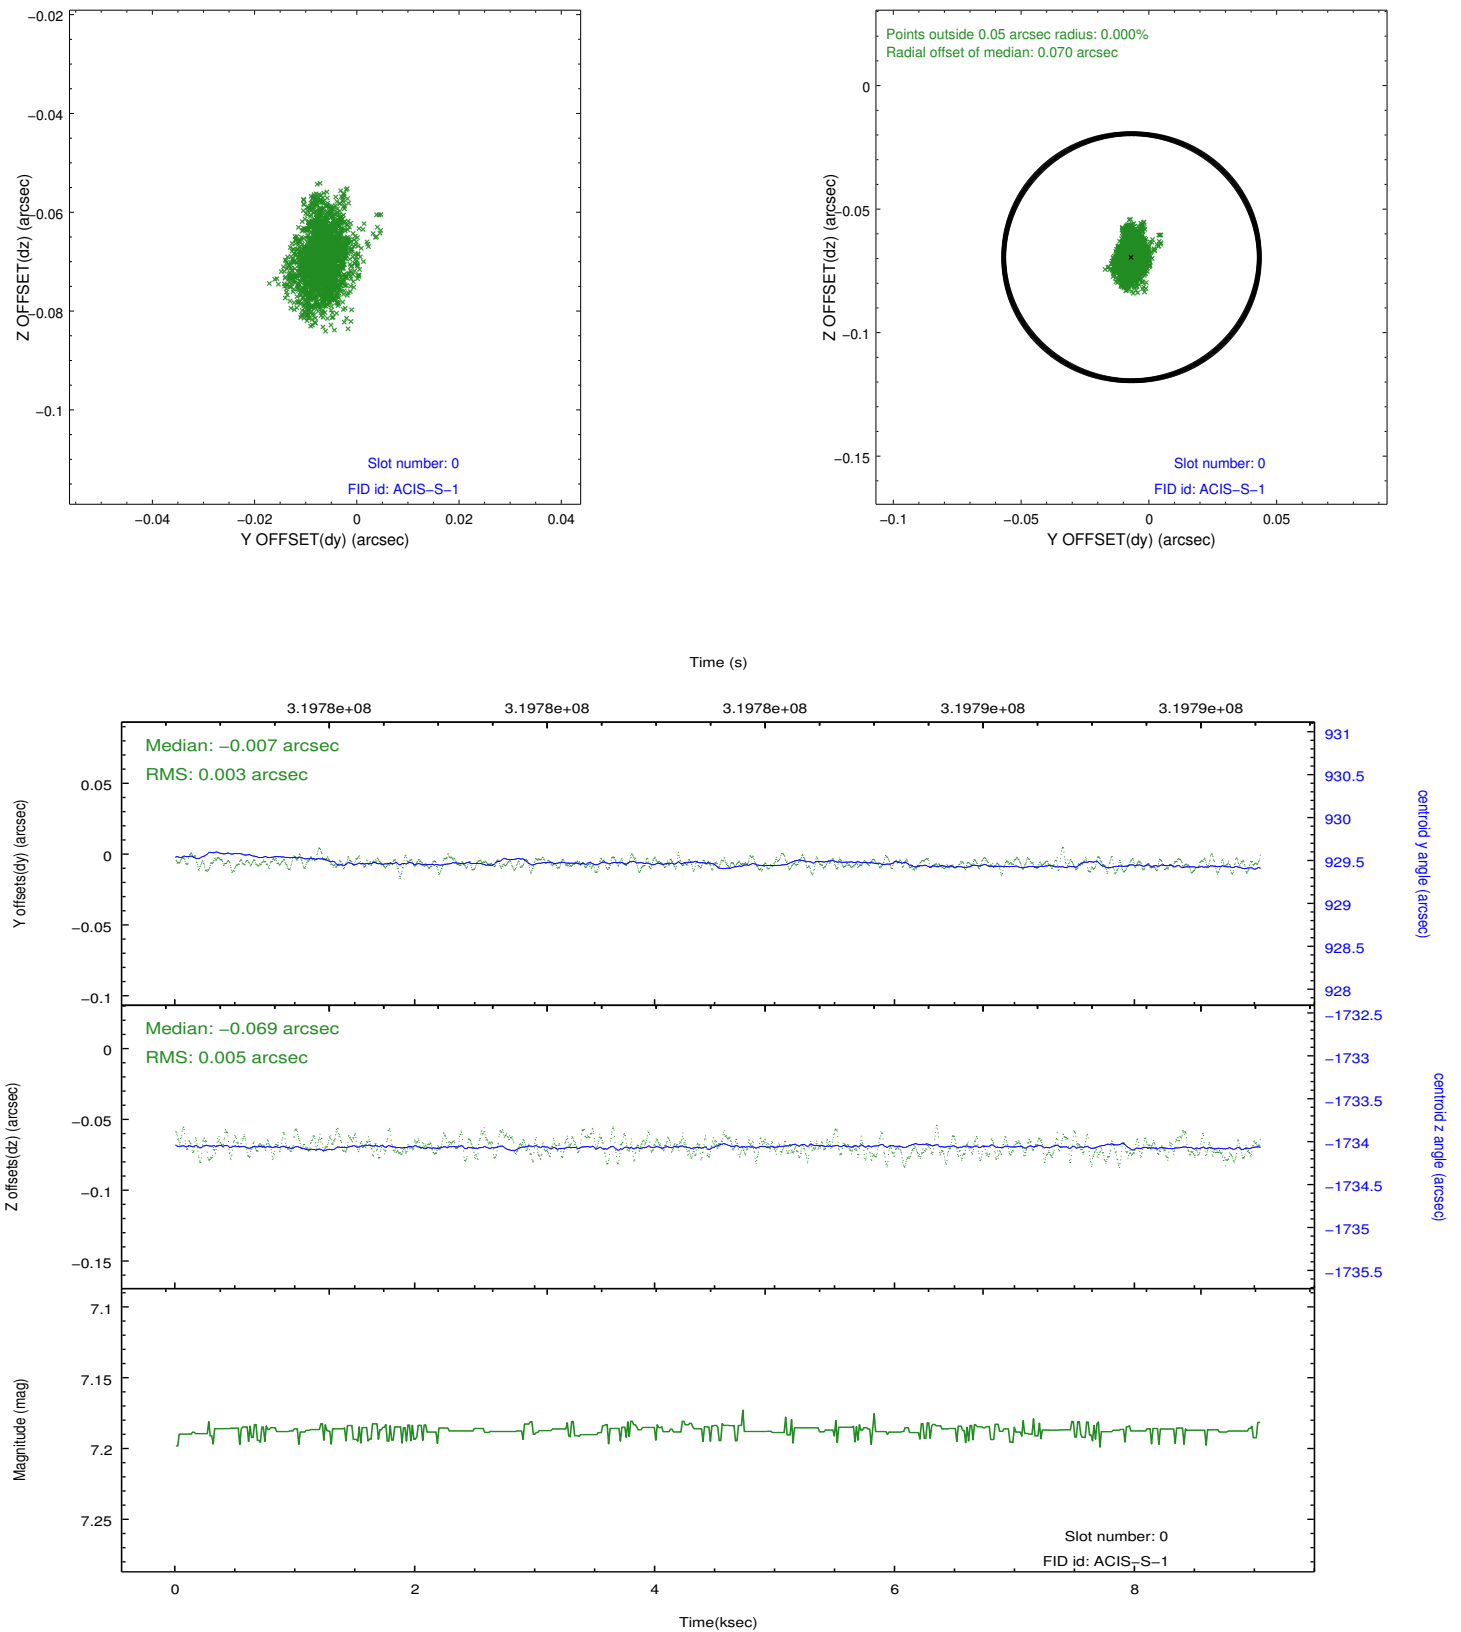 −0.02
−0.04
−0.06
−0.08
−0.1
Z OFFSET(dz) (arcsec)
Slot number: 0
FID id: ACIS−S−1
−0.04
−0.02
0
0.02
0.04
Y OFFSET(dy) (arcsec)
Points outside 0.05 arcsec radius: 0.000%
Radial offset of median: 0.070 arcsec
0
−0.05
−0.1
−0.15
Z OFFSET(dz) (arcsec)
Slot number: 0
FID id: ACIS−S−1
−0.1
−0.05
0
0.05
Y OFFSET(dy) (arcsec)
Time (s)
3.1978e+08
3.1978e+08
3.1978e+08
3.1979e+08
3.1979e+08
Median: −0.007 arcsec
RMS: 0.003 arcsec
0.05
0
−0.05
−0.1
Y offsets(dy) (arcsec)
931
930.5
930
929.5
929
928.5
928
centroid y angle (arcsec)
Median: −0.069 arcsec
RMS: 0.005 arcsec
0
−0.05
−0.1
−0.15
Z offsets(dz) (arcsec)
−1732.5
−1733
−1733.5
−1734
−1734.5
−1735
−1735.5
centroid z angle (arcsec)
7.1
7.15
7.2
7.25
Magnitude (mag)
Slot number: 0
FID id: ACIS−S−1
0
2
4
6
8
Time(ksec)